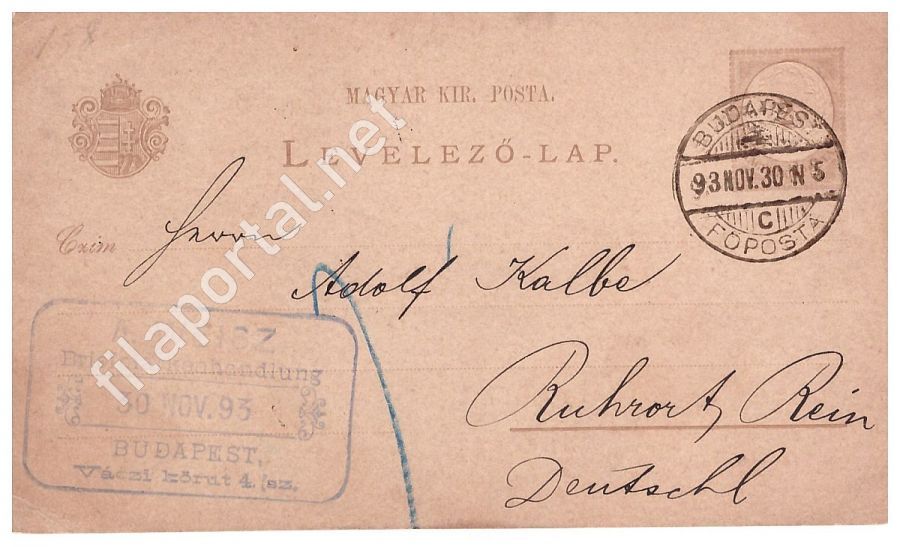 158
MAGYAR KIR. POSTA.
LEVELEZŐ-LAP.
BUDAPEST
93 NOV. 30 N 5
C
FŐPOSTA
Czim
Herrn
Adolf Kalbe
Ruhrort, Rein
Deutschl
A.
30 NOV. 93
BUDAPEST,
Váczi körut 4. sz.
filaportal.net